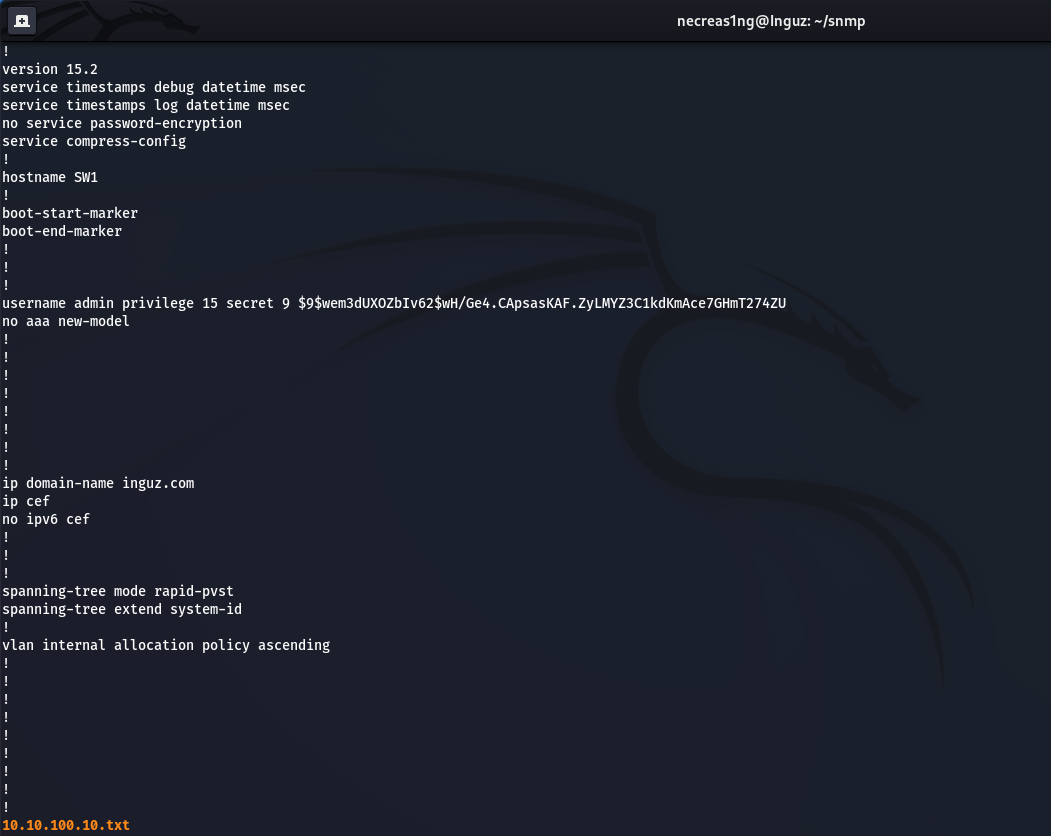 necreas1ng@Inguz: ~/snmp
!
version 15.2
service timestamps debug datetime msec
service timestamps log datetime msec
no service password-encryption
service compress-config
!
hostname SW1
!
boot-start-marker
boot-end-marker
!
!
!
username admin privilege 15 secret 9 $9$wem3dUXOZbIv62$wH/Ge4.CApsasKAF.ZyLMYZ3C1kdKmAce7GHmT274ZU
no aaa new-model
!
!
!
!
!
!
!
!
ip domain-name inguz.com
ip cef
no ipv6 cef
!
!
!
spanning-tree mode rapid-pvst
spanning-tree extend system-id
!
vlan internal allocation policy ascending
!
!
!
!
!
!
!
!
!
10.10.100.10.txt